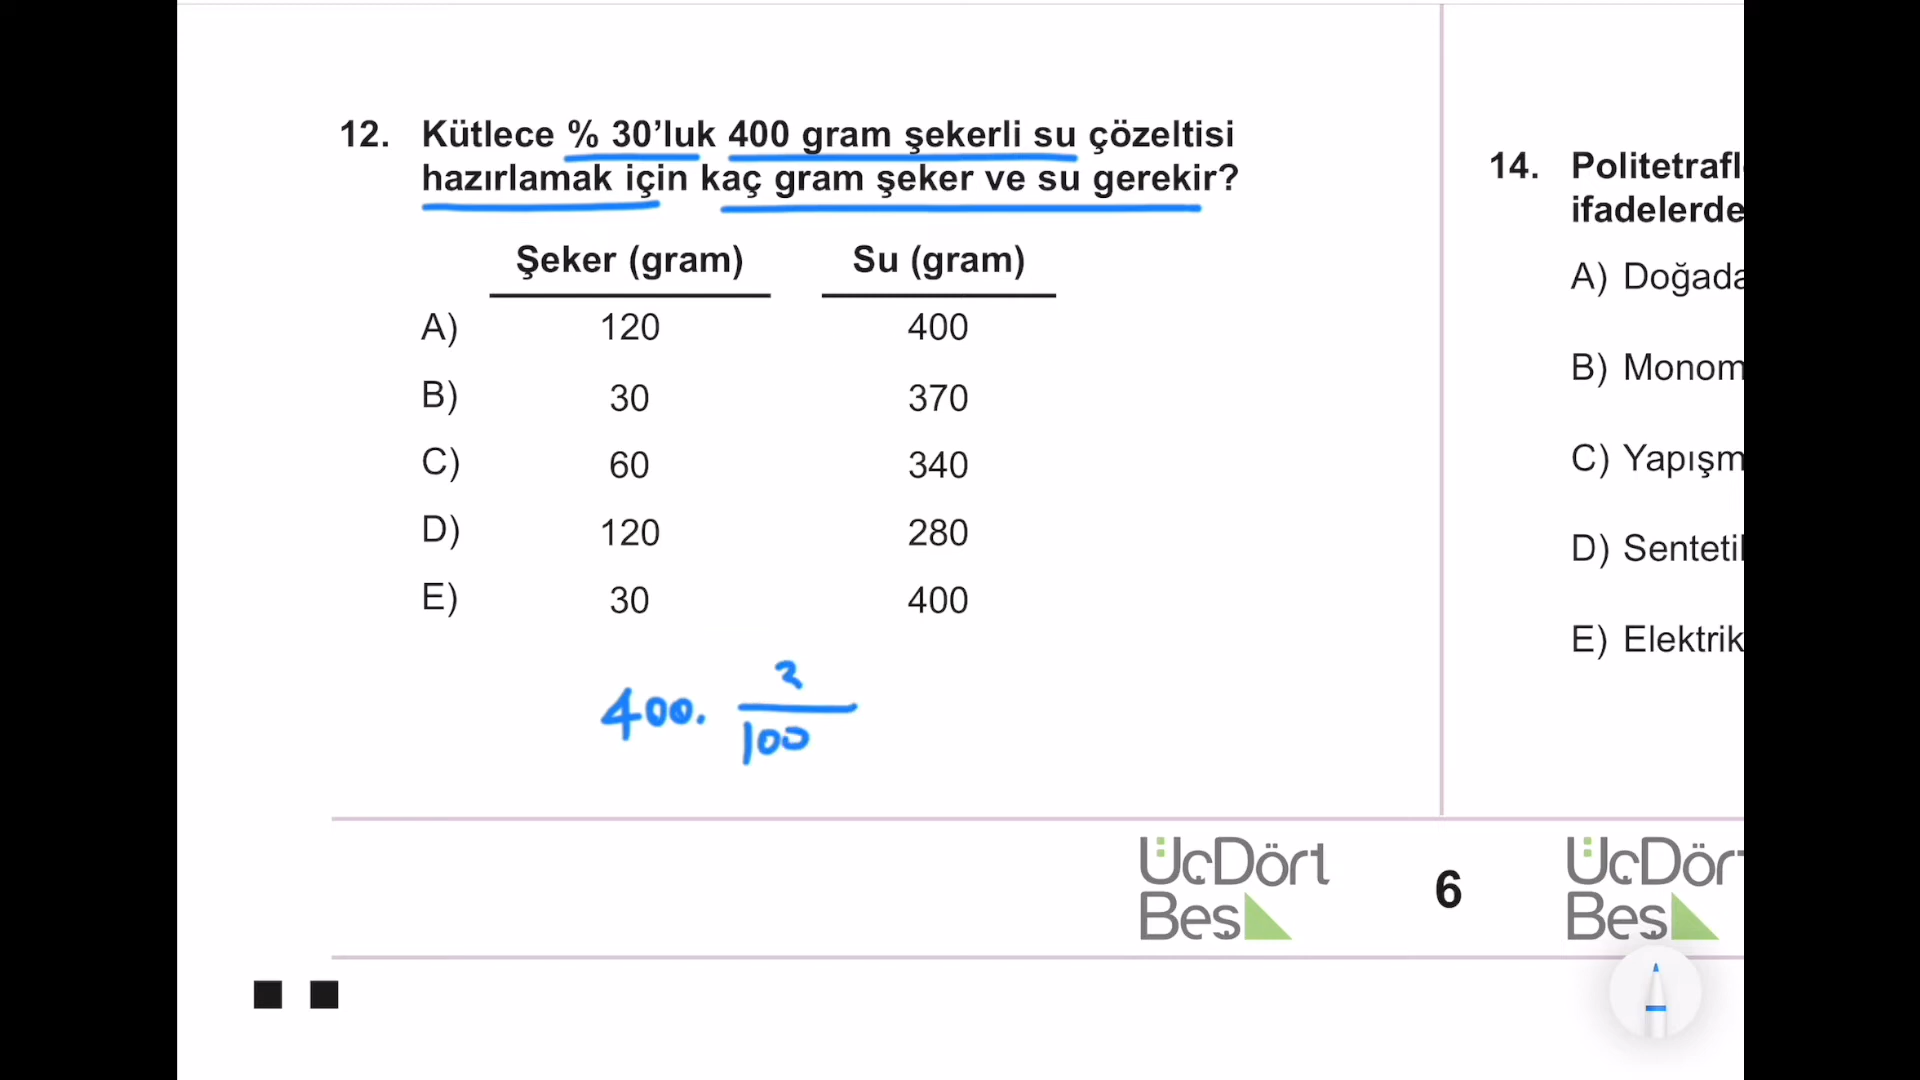 12. Kütlece % 30’luk 400 gram şekerli su çözeltisi
hazırlamak için kaç gram şeker ve su gerekir?
Şeker (gram) Su (gram)
A) 120 400
B) 30 370
C) 60 340
D) 120 280
E) 30 400
400.
100
14. Politetrafl
ifadelerde
A) Doğada
B) Monom
C) Yapışm
D) Sentetil
E) Elektrik
ÜçDört
Beş
6
ÜçDört
Beş